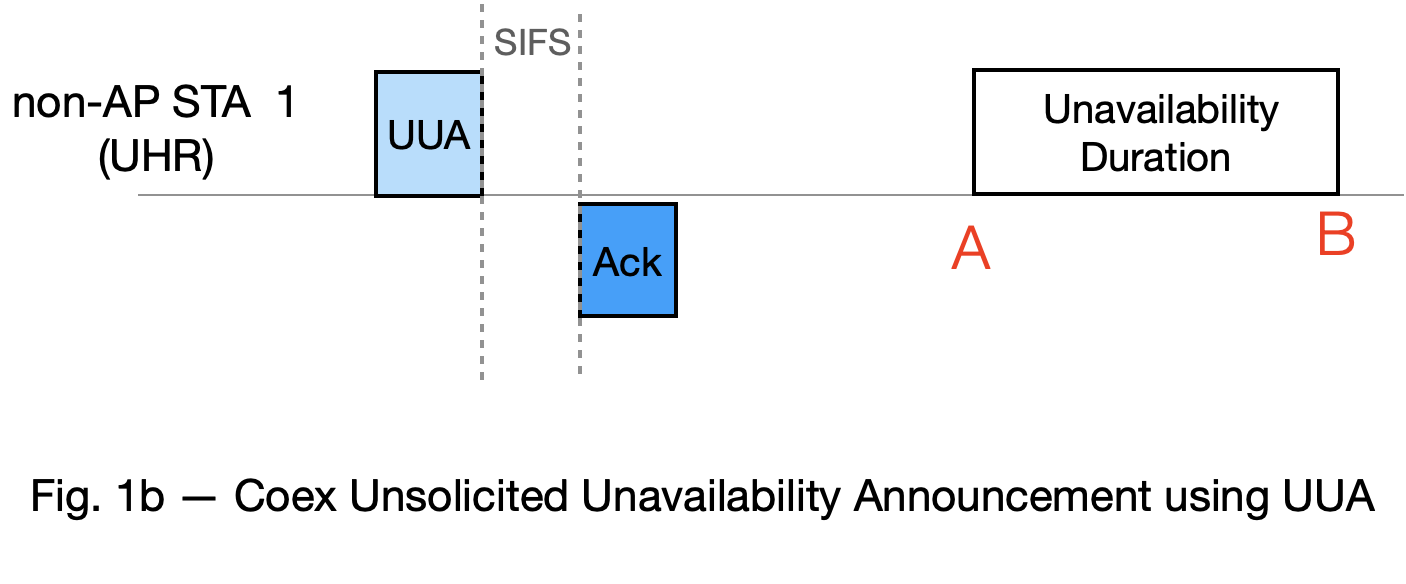 SIFS
non-AP STA 1
(UHR)
UUA
Unavailability
Duration
Ack
A
B
Fig. 1b — Coex Unsolicited Unavailability Announcement using UUA